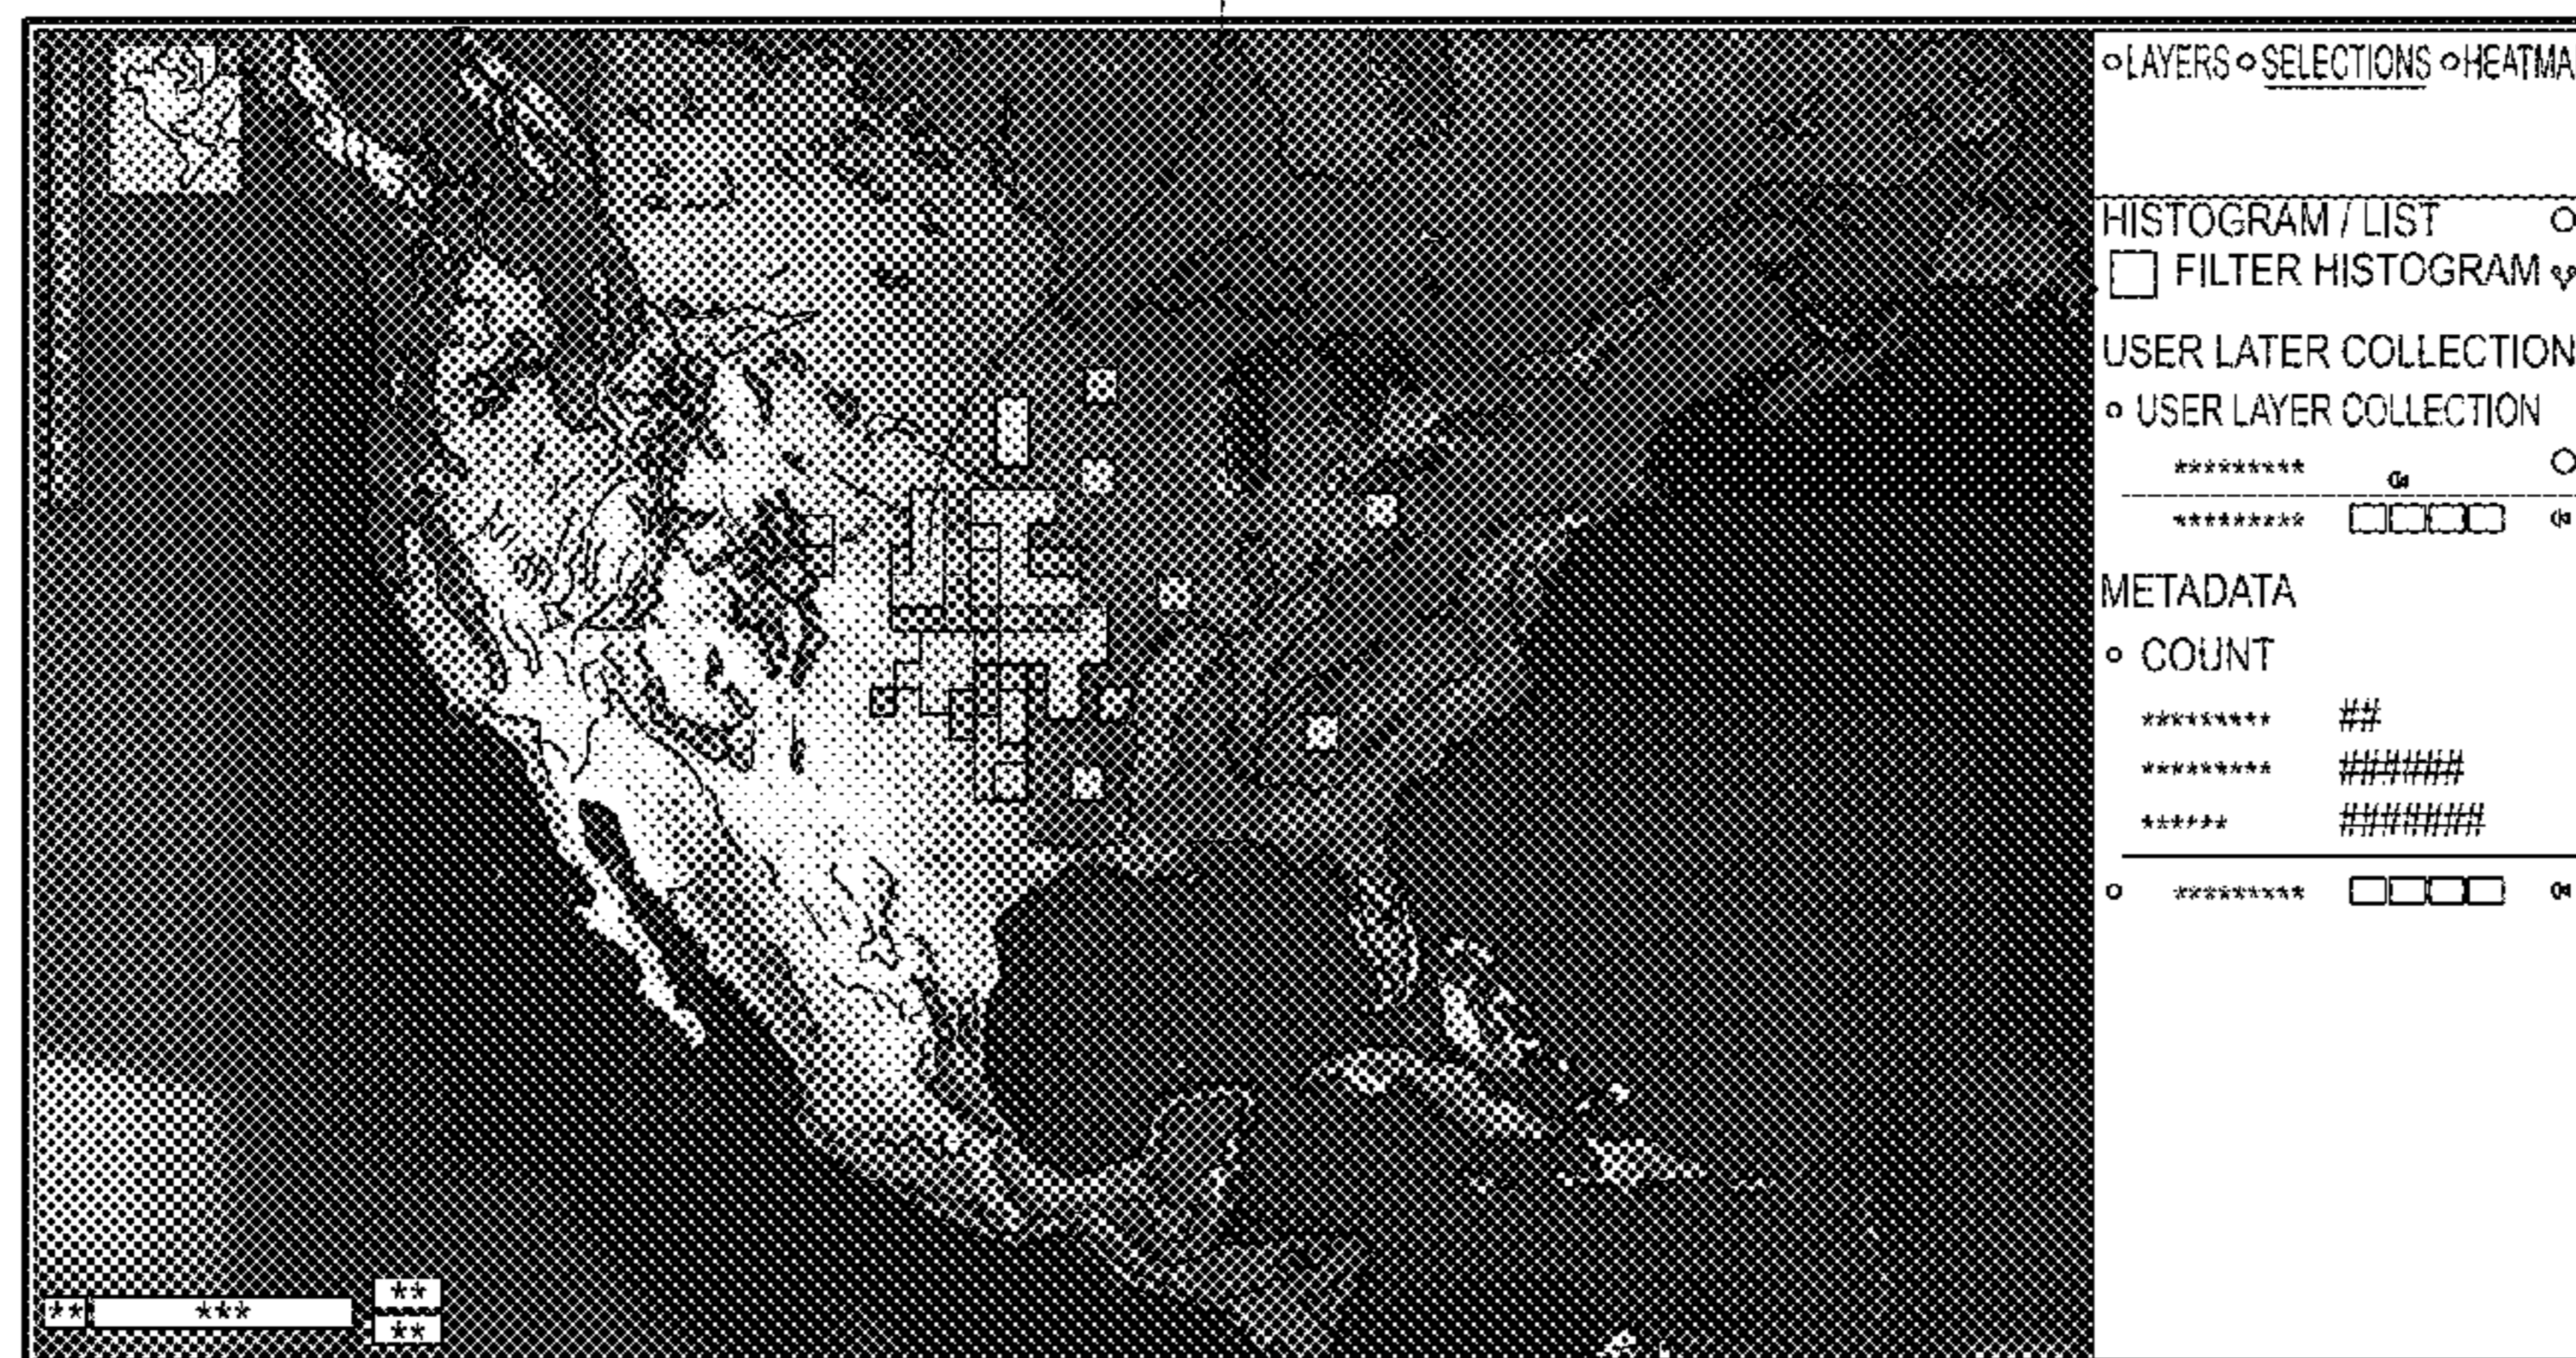 ○LAYERS ○SELECTIONS ○HEATMA
HISTOGRAM / LIST ○
FILTER HISTOGRAM
USER LATER COLLECTION
○ USER LAYER COLLECTION
********* ○
*********
METADATA
○ COUNT
********* ##
********* ######
****** #######
○ *********
**
** ***
**